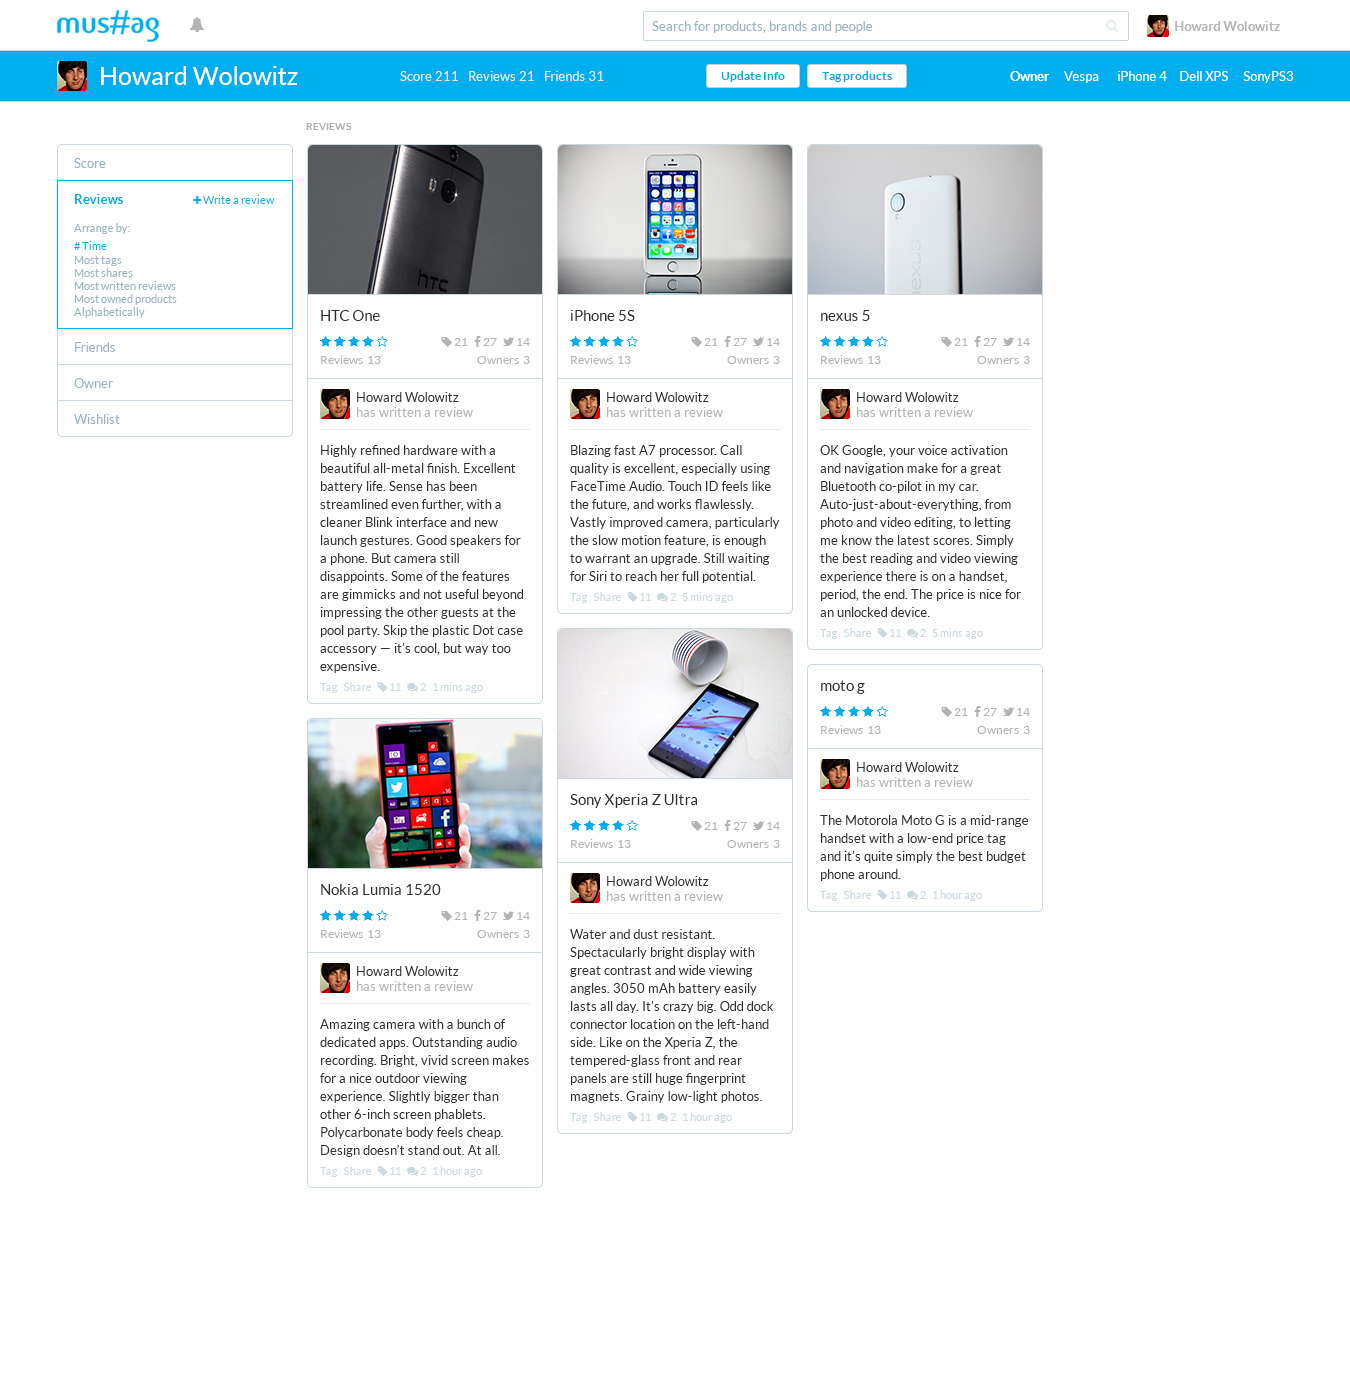 mus#ag
Search for products, brands and people
Howard Wolowitz
Howard Wolowitz
Score 211 Reviews 21 Friends 31
Update Info
Tag products
Owner Vespa iPhone 4 Dell XPS SonyPS3
REVIEWS
Score
Reviews
Write a review
Arrange by:
# Time
Most tags
Most shares
Most written reviews
Most owned products
Alphabetically
Friends
Owner
Wishlist
hTC
HTC One
21 27 14
Reviews 13 Owners 3
Howard Wolowitz
has written a review
Highly refined hardware with a
beautiful all-metal finish. Excellent
battery life. Sense has been
streamlined even further, with a
cleaner Blink interface and new
launch gestures. Good speakers for
a phone. But camera still
disappoints. Some of the features
are gimmicks and not useful beyond
impressing the other guests at the
pool party. Skip the plastic Dot case
accessory — it's cool, but way too
expensive.
Tag Share 11 2 1 mins ago
Nokia Lumia 1520
21 27 14
Reviews 13 Owners 3
Howard Wolowitz
has written a review
Amazing camera with a bunch of
dedicated apps. Outstanding audio
recording. Bright, vivid screen makes
for a nice outdoor viewing
experience. Slightly bigger than
other 6-inch screen phablets.
Polycarbonate body feels cheap.
Design doesn't stand out. At all.
Tag Share 11 2 1 hour ago
iPhone 5S
21 27 14
Reviews 13 Owners 3
Howard Wolowitz
has written a review
Blazing fast A7 processor. Call
quality is excellent, especially using
FaceTime Audio. Touch ID feels like
the future, and works flawlessly.
Vastly improved camera, particularly
the slow motion feature, is enough
to warrant an upgrade. Still waiting
for Siri to reach her full potential.
Tag Share 11 2 5 mins ago
Sony Xperia Z Ultra
21 27 14
Reviews 13 Owners 3
Howard Wolowitz
has written a review
Water and dust resistant.
Spectacularly bright display with
great contrast and wide viewing
angles. 3050 mAh battery easily
lasts all day. It's crazy big. Odd dock
connector location on the left-hand
side. Like on the Xperia Z, the
tempered-glass front and rear
panels are still huge fingerprint
magnets. Grainy low-light photos.
Tag Share 11 2 1 hour ago
nexus
nexus 5
21 27 14
Reviews 13 Owners 3
Howard Wolowitz
has written a review
OK Google, your voice activation
and navigation make for a great
Bluetooth co-pilot in my car.
Auto-just-about-everything, from
photo and video editing, to letting
me know the latest scores. Simply
the best reading and video viewing
experience there is on a handset,
period, the end. The price is nice for
an unlocked device.
Tag Share 11 2 5 mins ago
moto g
21 27 14
Reviews 13 Owners 3
Howard Wolowitz
has written a review
The Motorola Moto G is a mid-range
handset with a low-end price tag
and it's quite simply the best budget
phone around.
Tag Share 11 2 1 hour ago